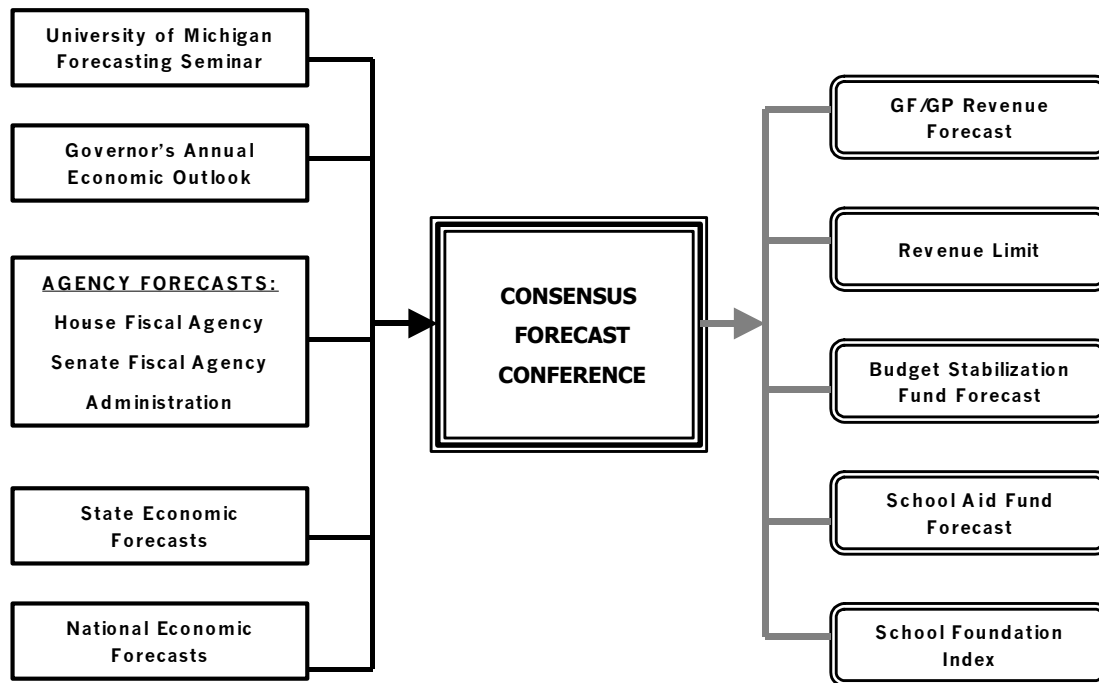 University of Michigan
Forecasting Seminar
Governor's Annual
Economic Outlook
AGENCY FORECASTS:
House Fiscal Agency
Senate Fiscal Agency
Administration
State Economic
Forecasts
National Economic
Forecasts
CONSENSUS
FORECAST
CONFERENCE
GF/GP Revenue
Forecast
Revenue Limit
Budget Stabilization
Fund Forecast
School Aid Fund
Forecast
School Foundation
Index